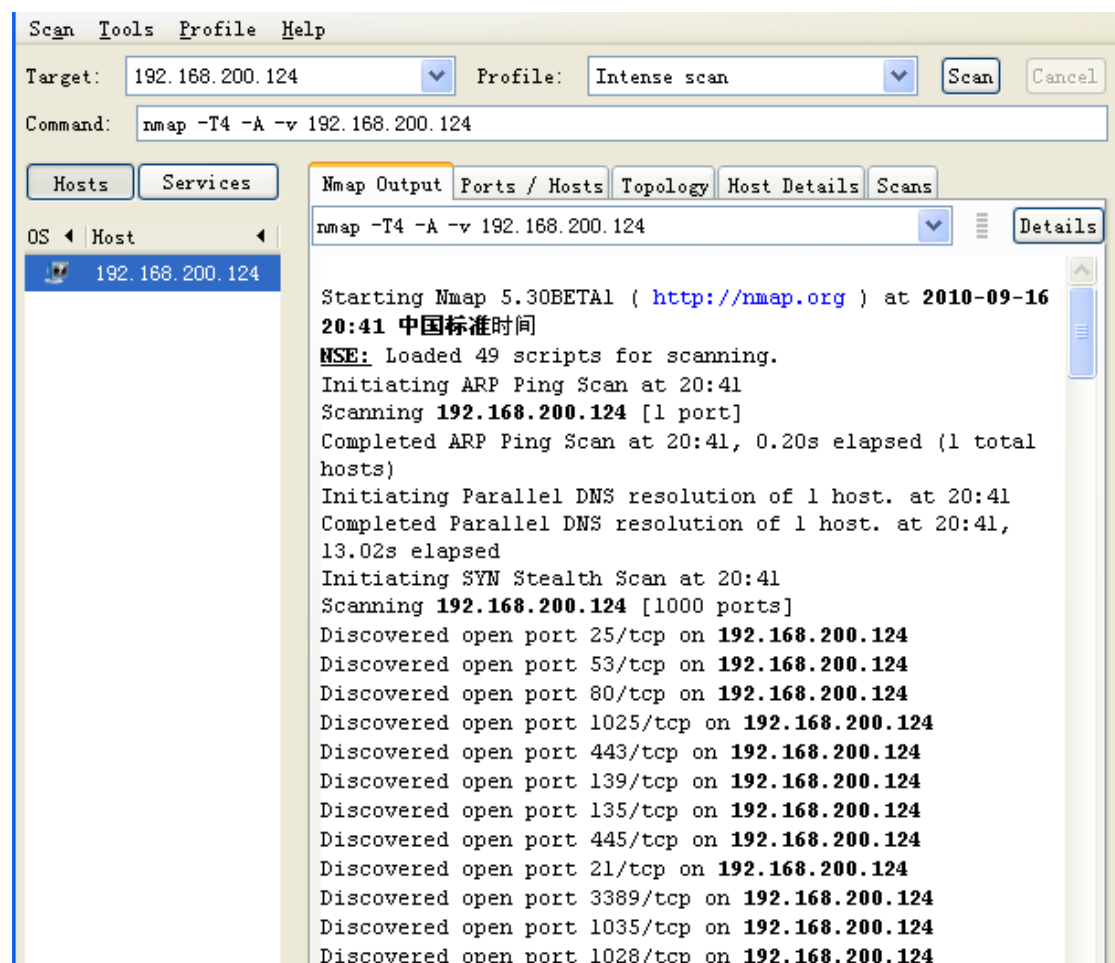 Scan Tools Profile Help
Target: 192.168.200.124 Profile: Intense scan Scan Cancel
Command: nmap -T4 -A -v 192.168.200.124
Hosts Services
Nmap Output Ports / Hosts Topology Host Details Scans
OS Host
nmap -T4 -A -v 192.168.200.124 Details
192.168.200.124
Starting Nmap 5.30BETA1 ( http://nmap.org ) at 2010-09-16
20:41 中国标准时间
NSE: Loaded 49 scripts for scanning.
Initiating ARP Ping Scan at 20:41
Scanning 192.168.200.124 [1 port]
Completed ARP Ping Scan at 20:41, 0.20s elapsed (1 total
hosts)
Initiating Parallel DNS resolution of 1 host. at 20:41
Completed Parallel DNS resolution of 1 host. at 20:41,
13.02s elapsed
Initiating SYN Stealth Scan at 20:41
Scanning 192.168.200.124 [1000 ports]
Discovered open port 25/tcp on 192.168.200.124
Discovered open port 53/tcp on 192.168.200.124
Discovered open port 80/tcp on 192.168.200.124
Discovered open port 1025/tcp on 192.168.200.124
Discovered open port 443/tcp on 192.168.200.124
Discovered open port 139/tcp on 192.168.200.124
Discovered open port 135/tcp on 192.168.200.124
Discovered open port 445/tcp on 192.168.200.124
Discovered open port 21/tcp on 192.168.200.124
Discovered open port 3389/tcp on 192.168.200.124
Discovered open port 1035/tcp on 192.168.200.124
Discovered open port 1028/tcp on 192.168.200.124